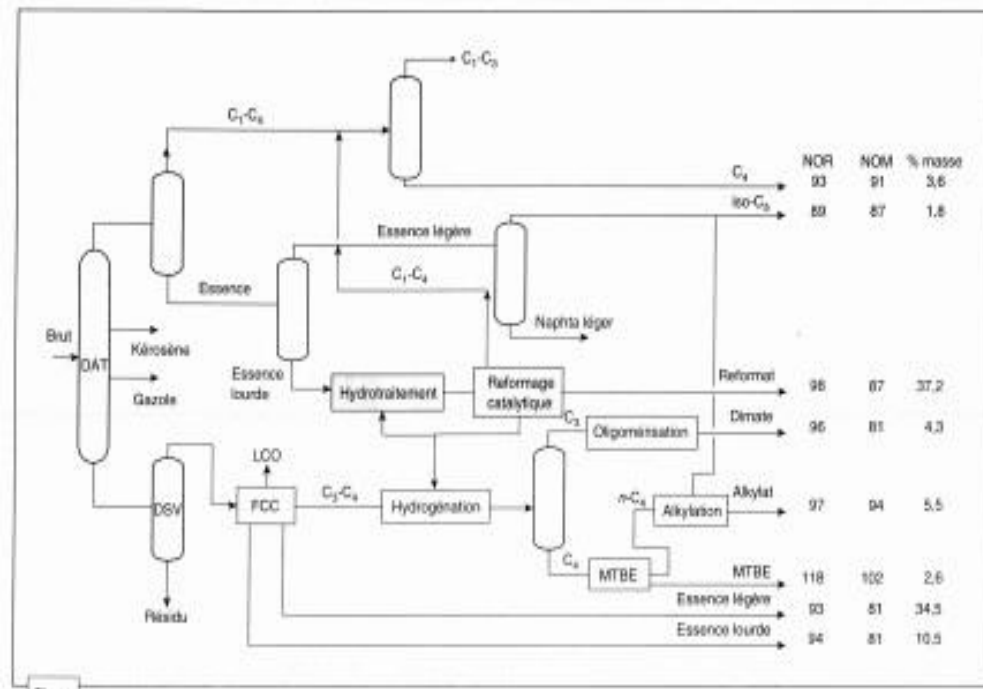 C₁-C₃
C₁-C₄
NOR NOM % masse
C₄ 93 91 3,6
iso-C₅ 89 87 1,8
Essence légère
C₁-C₄
Essence
Naphta léger
Brut
DAT
Kérosène
Gazole
Essence lourde
Hydrotraitement
Reformage catalytique
Reformat 98 87 37,2
Dimate 96 81 4,3
C₃
Oligomérisation
LCO
DSV
FCC
C₃-C₄
Hydrogénation
n-C₄
Alkylation
Alkylat 97 94 5,5
C₄
MTBE
MTBE 118 102 2,6
Essence légère 93 81 34,5
Essence lourde 94 81 10,5
Résidu